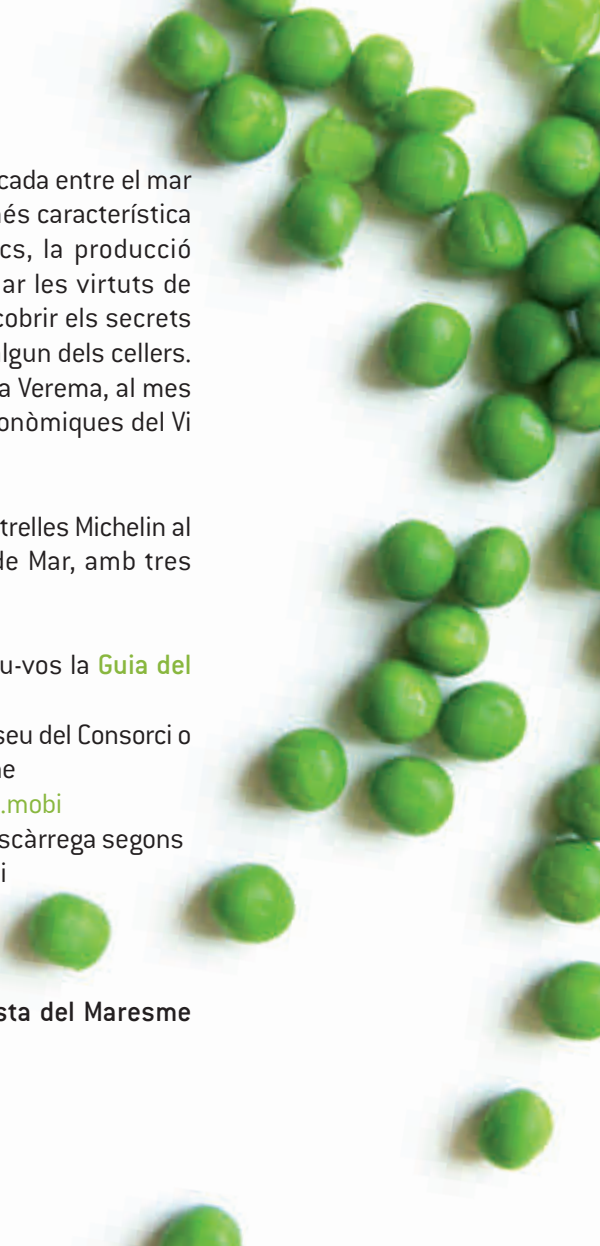 cada entre el mar
és característica
cs, la producció
ar les virtuts de
cobrir els secrets
lgun dels cellers.
a Verema, al mes
onòmiques del Vi
trelles Michelin al
de Mar, amb tres
u-vos la Guia del
seu del Consorci o
e
.mobi
scàrrega segons
i
sta del Maresme